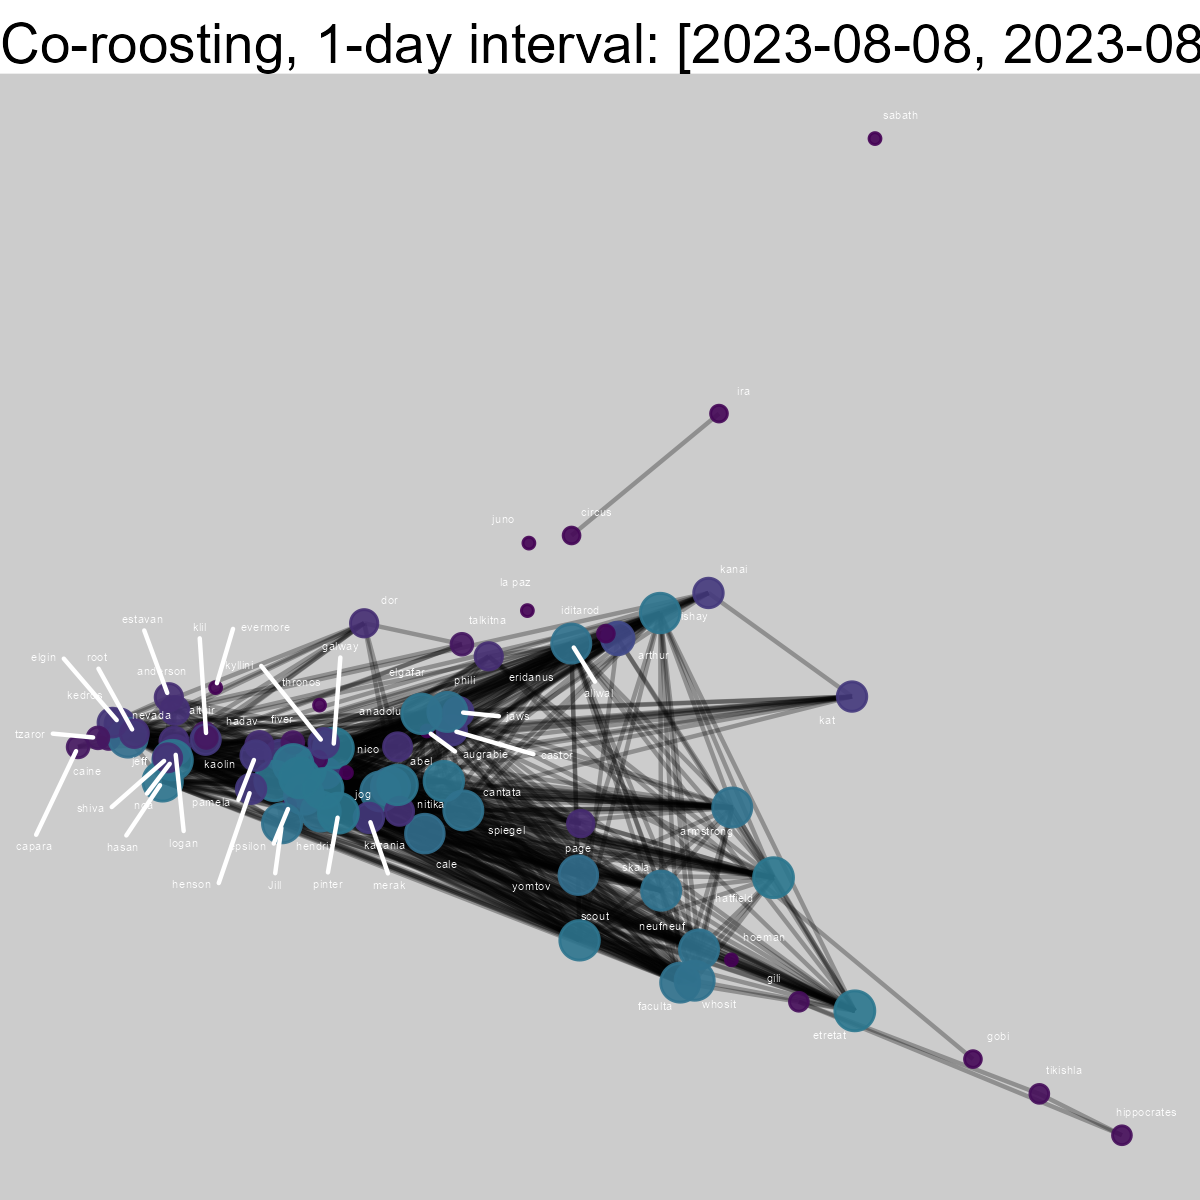 Co-roosting, 1-day interval: [2023-08-08, 2023-08
sabath
ira
circus
juno
kanai
la paz
dor
iditarod
ishay
estavan
talkitna
klil
evermore
galway
arthur
elgin
root
kyllini
anderson
elgafar
phili
eridanus
thronos
aliwal
kedros
nevada
altair
anadolu
jaws
kat
tzaror
hadav
fiver
nico
augrabie
castor
jeff
kaolin
abel
caine
jog
cantata
shiva
pamela
nitika
spiegel
armstrong
capara
hasan
logan
epsilon
kazania
page
cale
skala
henson
Jill
pinter
merak
yomtov
hatfield
scout
neufneuf
hoeman
gili
faculta
whosit
etretat
gobi
tikishla
hippocrates